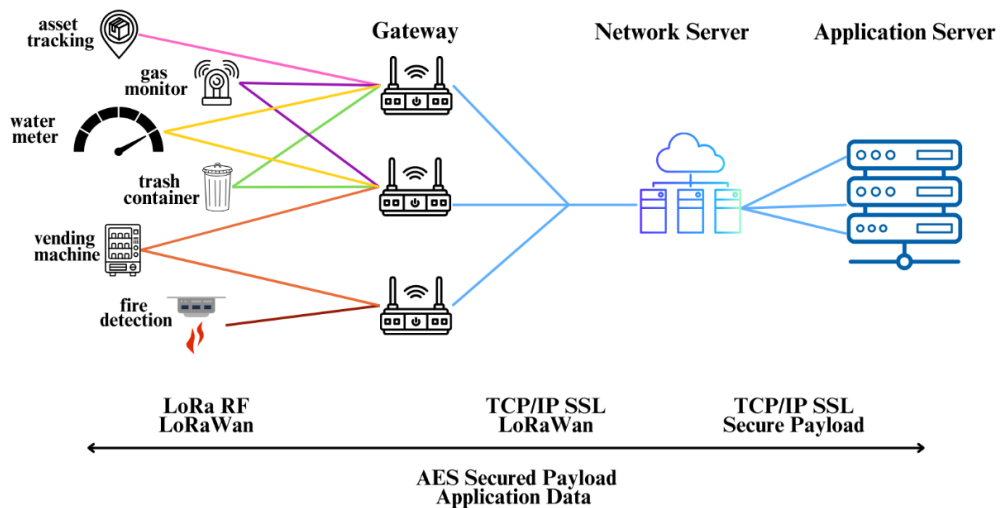 asset
tracking
Gateway
Network Server
Application Server
gas
monitor
water
meter
trash
container
vending
machine
fire
detection
LoRa RF
LoRaWan
TCP/IP SSL
LoRaWan
TCP/IP SSL
Secure Payload
AES Secured Payload
Application Data